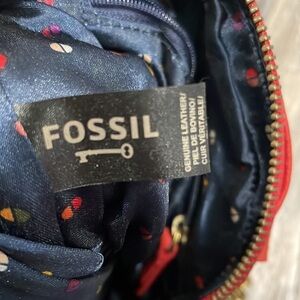 FOSSIL
GENUINE LEATHER/
PIEL DE BOVINO/
CUIR VÉRITABLE/